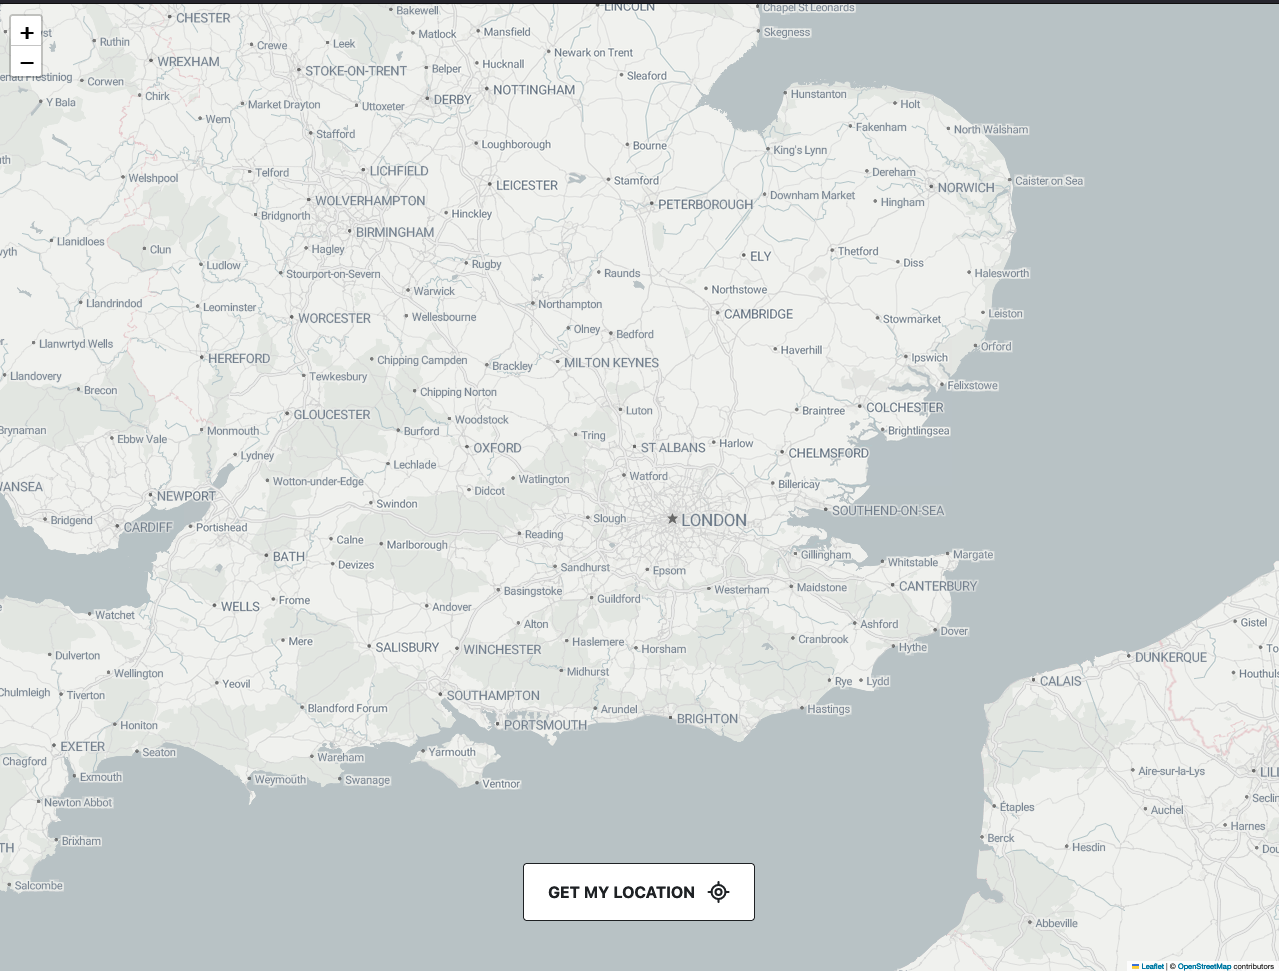 Bakewell
LINCOLN
Chapel St Leonards
CHESTER
Matlock
Mansfield
Skegness
+
Ruthin
Crewe
Leek
Newark on Trent
−
WREXHAM
STOKE-ON-TRENT
Belper
Hucknall
Sleaford
Corwen
DERBY
NOTTINGHAM
Hunstanton
Y Bala
Chirk
Market Drayton
Uttoxeter
Holt
Wem
Stafford
Fakenham
North Walsham
Loughborough
Bourne
King's Lynn
Welshpool
Telford
LICHFIELD
LEICESTER
Stamford
Dereham
NORWICH
Caister on Sea
WOLVERHAMPTON
PETERBOROUGH
Downham Market
Hingham
Bridgnorth
Hinckley
BIRMINGHAM
Llanidloes
Clun
Hagley
ELY
Thetford
Ludlow
Rugby
Diss
Stourport-on-Severn
Raunds
Halesworth
Llandrindod
Leominster
Warwick
Northampton
Northstowe
WORCESTER
Wellesbourne
CAMBRIDGE
Stowmarket
Leiston
Olney
Bedford
Llanwrtyd Wells
HEREFORD
Chipping Campden
Brackley
MILTON KEYNES
Haverhill
Ipswich
Orford
Llandovery
Tewkesbury
Felixstowe
Brecon
Chipping Norton
GLOUCESTER
Woodstock
Luton
Braintree
COLCHESTER
Brynaman
Ebbw Vale
Monmouth
Burford
Tring
Brightlingsea
OXFORD
ST ALBANS
Harlow
CHELMSFORD
Lydney
Lechlade
Wotton-under-Edge
Watlington
Watford
Billericay
WANSEA
NEWPORT
Swindon
Didcot
SOUTHEND-ON-SEA
Bridgend
CARDIFF
Portishead
Slough
LONDON
Calne
Marlborough
Reading
BATH
Devizes
Sandhurst
Epsom
Gillingham
Whitstable
Margate
Basingstoke
Guildford
Westerham
Maidstone
CANTERBURY
Watchet
WELLS
Frome
Andover
Alton
Ashford
Dover
Gistel
Mere
SALISBURY
WINCHESTER
Haslemere
Horsham
Cranbrook
Hythe
Dulverton
DUNKERQUE
Wellington
Midhurst
Rye
Lydd
CALAIS
Chulmleigh
Tiverton
Yeovil
SOUTHAMPTON
Blandford Forum
Arundel
Hastings
Honiton
PORTSMOUTH
BRIGHTON
EXETER
Seaton
Yarmouth
Chagford
Wareham
Exmouth
Weymouth
Swanage
Ventnor
Aire-sur-la-Lys
Newton Abbot
Étaples
Auchel
Harnes
Brixham
Berck
Hesdin
Salcombe
GET MY LOCATION
Abbeville
Leaflet | © OpenStreetMap contributors